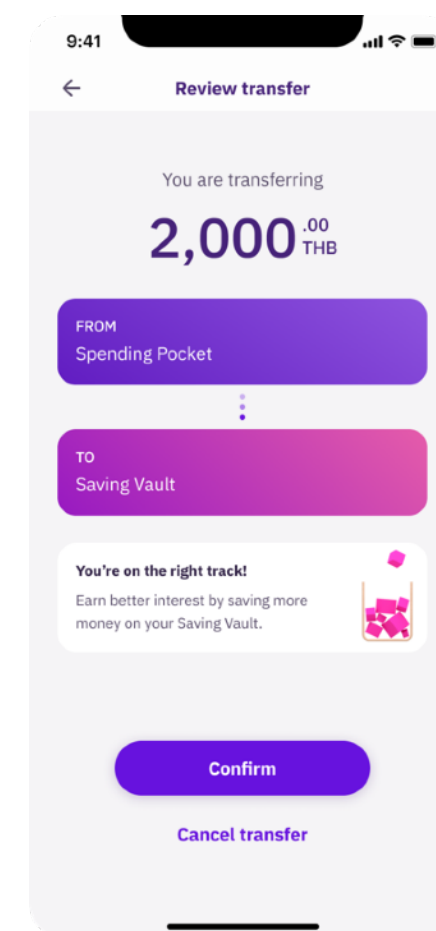 9:41
Review transfer
You are transferring
2,000 .00 THB
FROM
Spending Pocket
TO
Saving Vault
You're on the right track!
Earn better interest by saving more
money on your Saving Vault.
Confirm
Cancel transfer